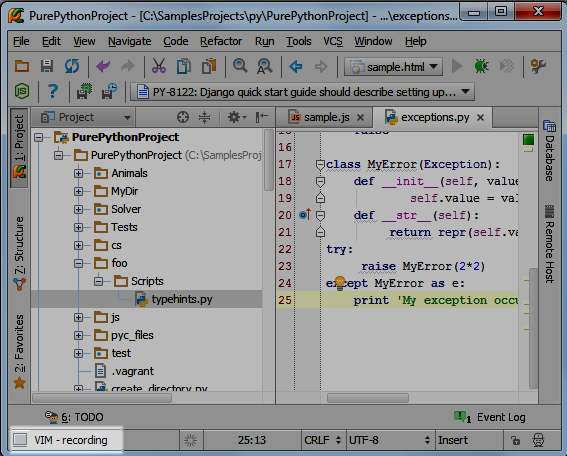 PurePythonProject - [C:\SamplesProjects\py\PurePythonProject] - ...\exceptions....
File Edit View Navigate Code Refactor Run Tools VCS Window Help
sample.html
PY-8122: Django quick start guide should describe setting up...
1: Project
7: Structure
2: Favorites
Project
PurePythonProject
PurePythonProject (C:\SamplesProj
Animals
MyDir
Solver
Tests
cs
foo
Scripts
typehints.py
js
pyc_files
test
.vagrant
create_directory.py
sample.js
exceptions.py
17 class MyError(Exception):
18 def __init__(self, value
19 self.value = val
20 def __str__(self):
21 return repr(self.va
22 try:
23 raise MyError(2*2)
24 except MyError as e:
25 print 'My exception occu
Database
Remote Host
6: TODO
1 Event Log
VIM - recording
25:13
CRLF
UTF-8
Insert